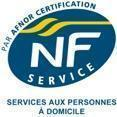 PAR AFNOR CERTIFICATION
NF
SERVICE
SERVICES AUX PERSONNES
À DOMICILE